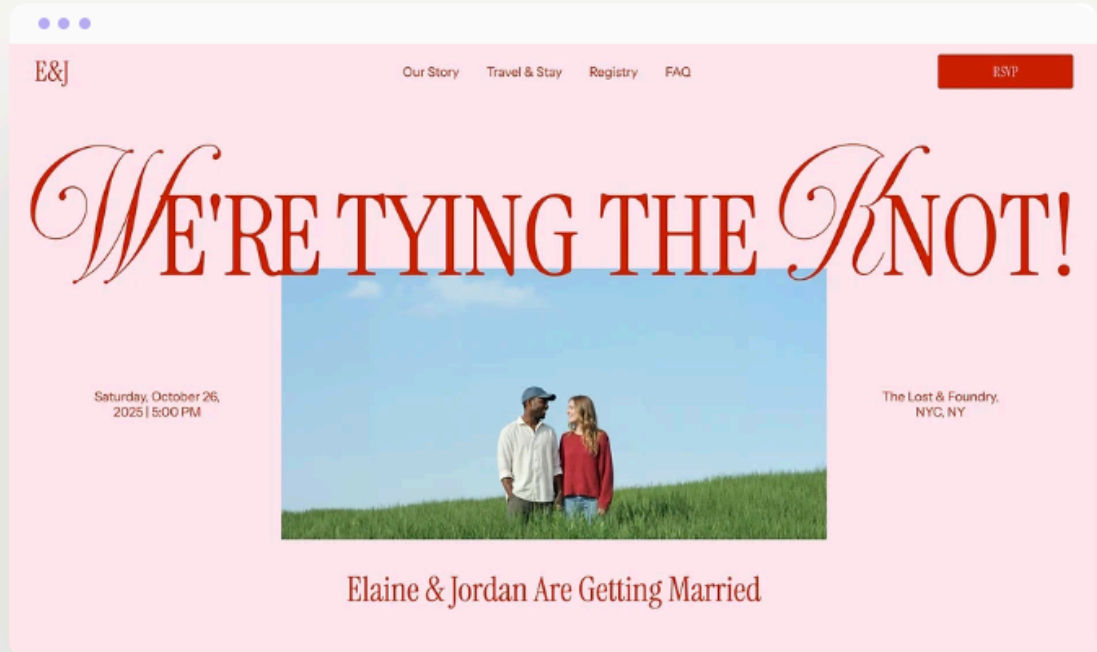 E&J
Our Story
Travel & Stay
Registry
FAQ
RSVP
WE'RE TYING THE KNOT!
Saturday, October 26,
2025 | 5:00 PM
The Lost & Foundry,
NYC, NY
Elaine & Jordan Are Getting Married